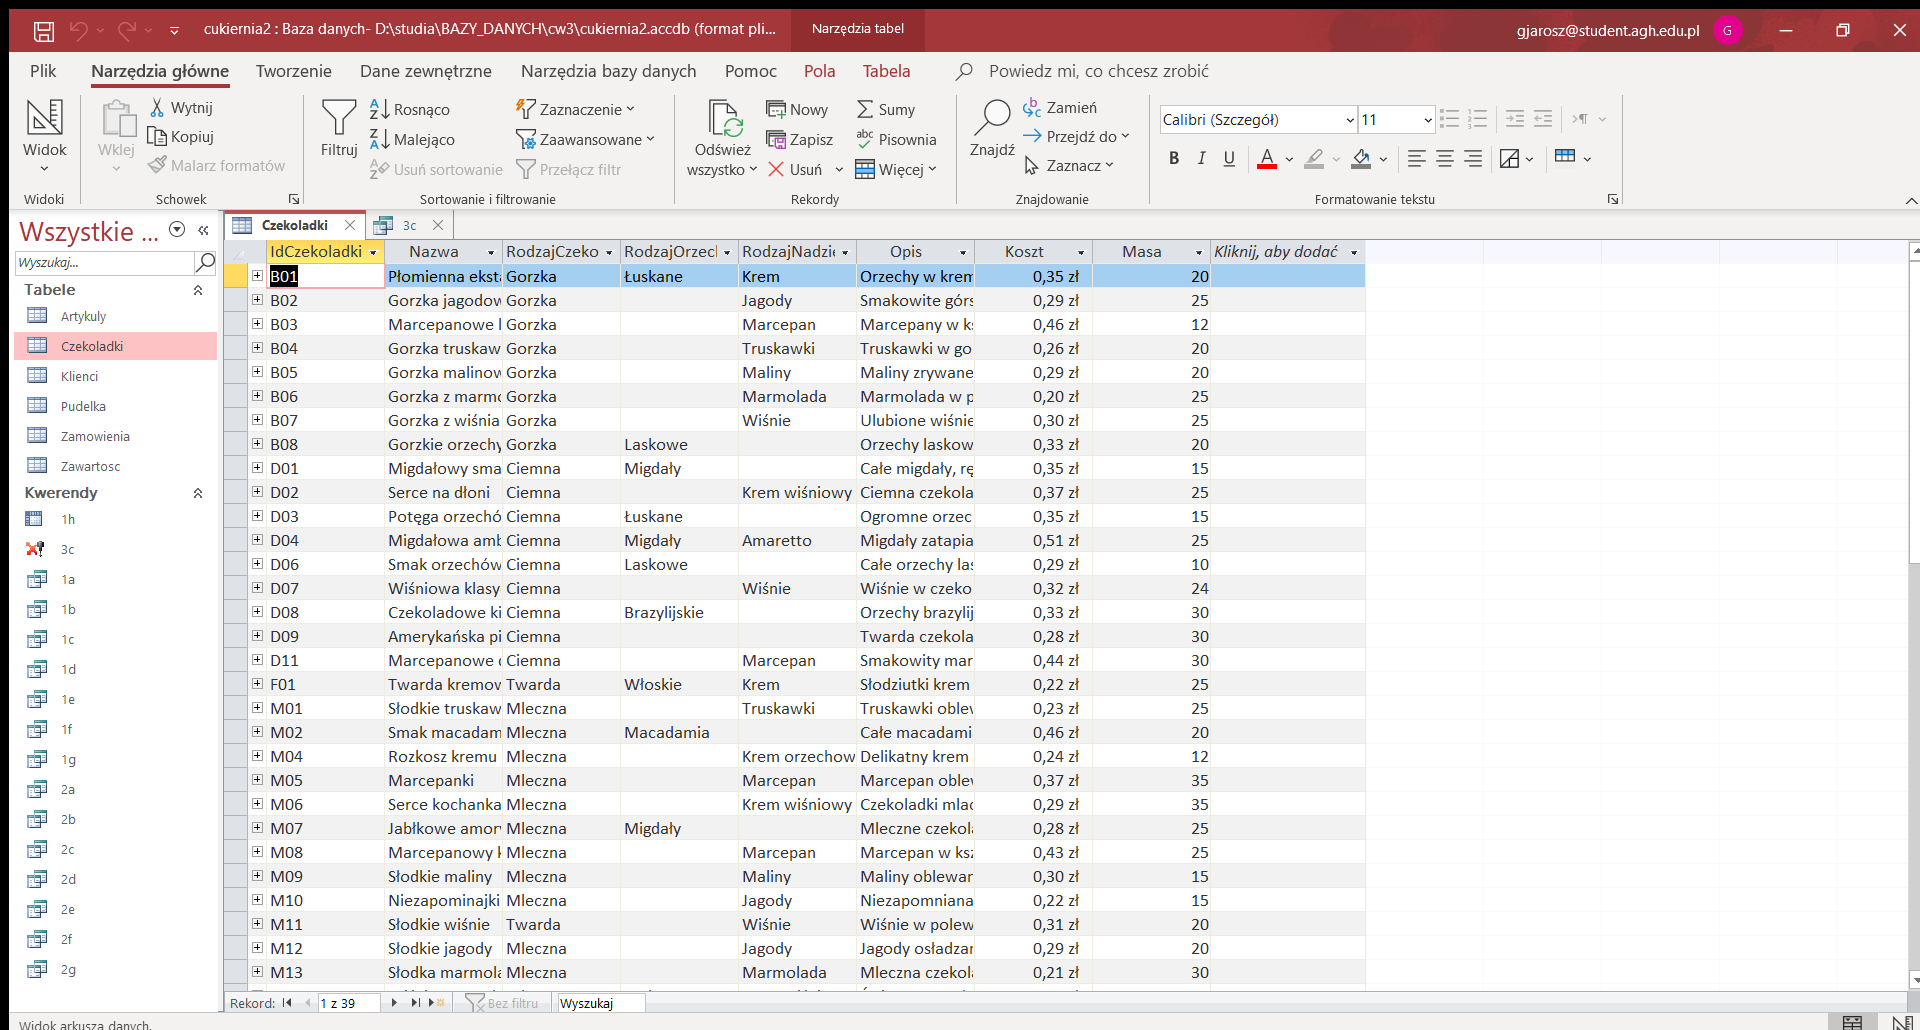 cukiernia2 : Baza danych- D:\studia\BAZY_DANYCH\cw3\cukiernia2.accdb (format pli... Narzędzia tabel gjarosz@student.agh.edu.pl G
Plik Narzędzia główne Tworzenie Dane zewnętrzne Narzędzia bazy danych Pomoc Pola Tabela Powiedz mi, co chcesz zrobić
Widok
Wklej
Wytnij
Kopiuj
Malarz formatów
Filtruj
Rosnąco
Malejąco
Usuń sortowanie
Zaznaczenie
Zaawansowane
Przełącz filtr
Odśwież
wszystko
Nowy
Zapisz
Usuń
Sumy
Pisownia
Więcej
Znajdź
Zamień
Przejdź do
Zaznacz
Calibri (Szczegół) 11
B I U A
Widoki Schowek Sortowanie i filtrowanie Rekordy Znajdowanie Formatowanie tekstu
Wszystkie ...
Wyszukaj...
Tabele
Artykuly
Czekoladki
Klienci
Pudelka
Zamowienia
Zawartosc
Kwerendy
1h
3c
1a
1b
1c
1d
1e
1f
1g
2a
2b
2c
2d
2e
2f
2g
Czekoladki 3c
IdCzekoladki Nazwa RodzajCzeko RodzajOrzecl RodzajNadzie Opis Koszt Masa Kliknij, aby dodać
B01 Płomienna eksta Gorzka Łuskane Krem Orzechy w krem 0,35 zł 20
B02 Gorzka jagodow Gorzka Jagody Smakowite górs 0,29 zł 25
B03 Marcepanowe l Gorzka Marcepan Marcepany w ks 0,46 zł 12
B04 Gorzka truskaw Gorzka Truskawki Truskawki w go 0,26 zł 20
B05 Gorzka malinow Gorzka Maliny Maliny zrywane 0,29 zł 20
B06 Gorzka z marmo Gorzka Marmolada Marmolada w p 0,20 zł 25
B07 Gorzka z wiśnia Gorzka Wiśnie Ulubione wiśnie 0,30 zł 25
B08 Gorzkie orzechy Gorzka Laskowe Orzechy laskow 0,33 zł 20
D01 Migdałowy sma Ciemna Migdały Całe migdały, rę 0,35 zł 15
D02 Serce na dłoni Ciemna Krem wiśniowy Ciemna czekola 0,37 zł 25
D03 Potęga orzechó Ciemna Łuskane Ogromne orzec 0,35 zł 15
D04 Migdałowa amb Ciemna Migdały Amaretto Migdały zatapia 0,51 zł 25
D06 Smak orzechów Ciemna Laskowe Całe orzechy las 0,29 zł 10
D07 Wiśniowa klasy Ciemna Wiśnie Wiśnie w czeko 0,32 zł 24
D08 Czekoladowe ki Ciemna Brazylijskie Orzechy brazylij 0,33 zł 30
D09 Amerykańska pi Ciemna Twarda czekola 0,28 zł 30
D11 Marcepanowe Ciemna Marcepan Smakowity mar 0,44 zł 30
F01 Twarda kremow Twarda Włoskie Krem Słodziutki krem 0,22 zł 25
M01 Słodkie truskaw Mleczna Truskawki Truskawki oblew 0,23 zł 25
M02 Smak macadam Mleczna Macadamia Całe macadami 0,46 zł 20
M04 Rozkosz kremu Mleczna Krem orzechow Delikatny krem 0,24 zł 12
M05 Marcepanki Mleczna Marcepan Marcepan oblew 0,37 zł 35
M06 Serce kochanka Mleczna Krem wiśniowy Czekoladki mlac 0,29 zł 35
M07 Jabłkowe amory Mleczna Migdały Mleczne czekola 0,28 zł 25
M08 Marcepanowy k Mleczna Marcepan Marcepan w ksz 0,43 zł 25
M09 Słodkie maliny Mleczna Maliny Maliny oblewar 0,30 zł 15
M10 Niezapominajki Mleczna Jagody Niezapomniana 0,22 zł 15
M11 Słodkie wiśnie Twarda Wiśnie Wiśnie w polew 0,31 zł 20
M12 Słodkie jagody Mleczna Jagody Jagody osładzar 0,29 zł 20
M13 Słodka marmola Mleczna Marmolada Mleczna czekola 0,21 zł 30
Rekord: 1 z 39 Bez filtru Wyszukaj
Widok arkusza danych.